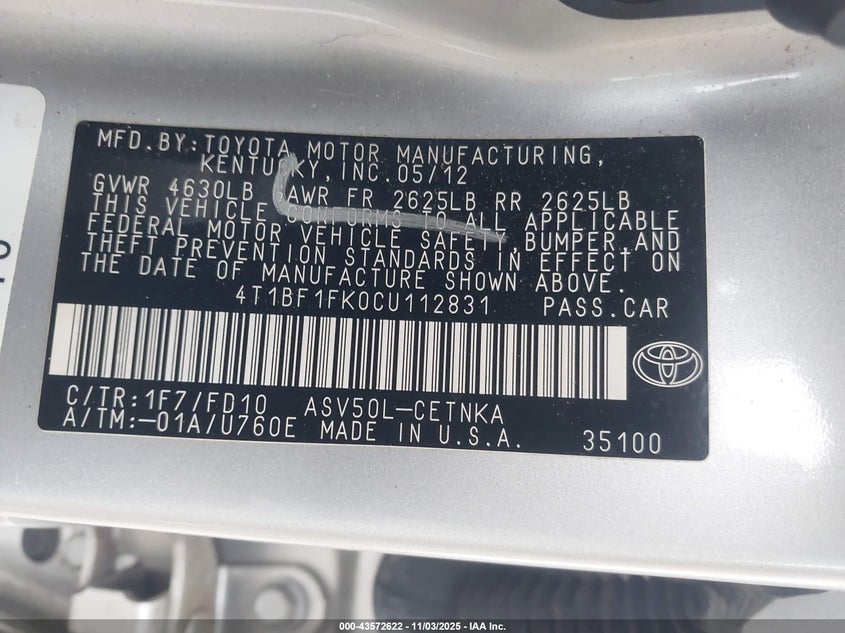 MFD.BY:TOYOTA MOTOR MANUFACTURING,
KENTUCKY, INC. 05/12
GVWR 4630LB GAWR FR 2625LB RR 2625LB
THIS VEHICLE CONFORMS TO ALL APPLICABLE
FEDERAL MOTOR VEHICLE SAFETY, BUMPER,AND
THEFT PREVENTION STANDARDS IN EFFECT ON
THE DATE OF MANUFACTURE SHOWN ABOVE.
4T1BF1FK0CU112831 PASS.CAR
C/TR:1F7/FD10 ASV50L-CETNKA
A/TM:-01A/U760E MADE IN U.S.A. 35100
000-43572622 - 11/03/2025 - IAA Inc.